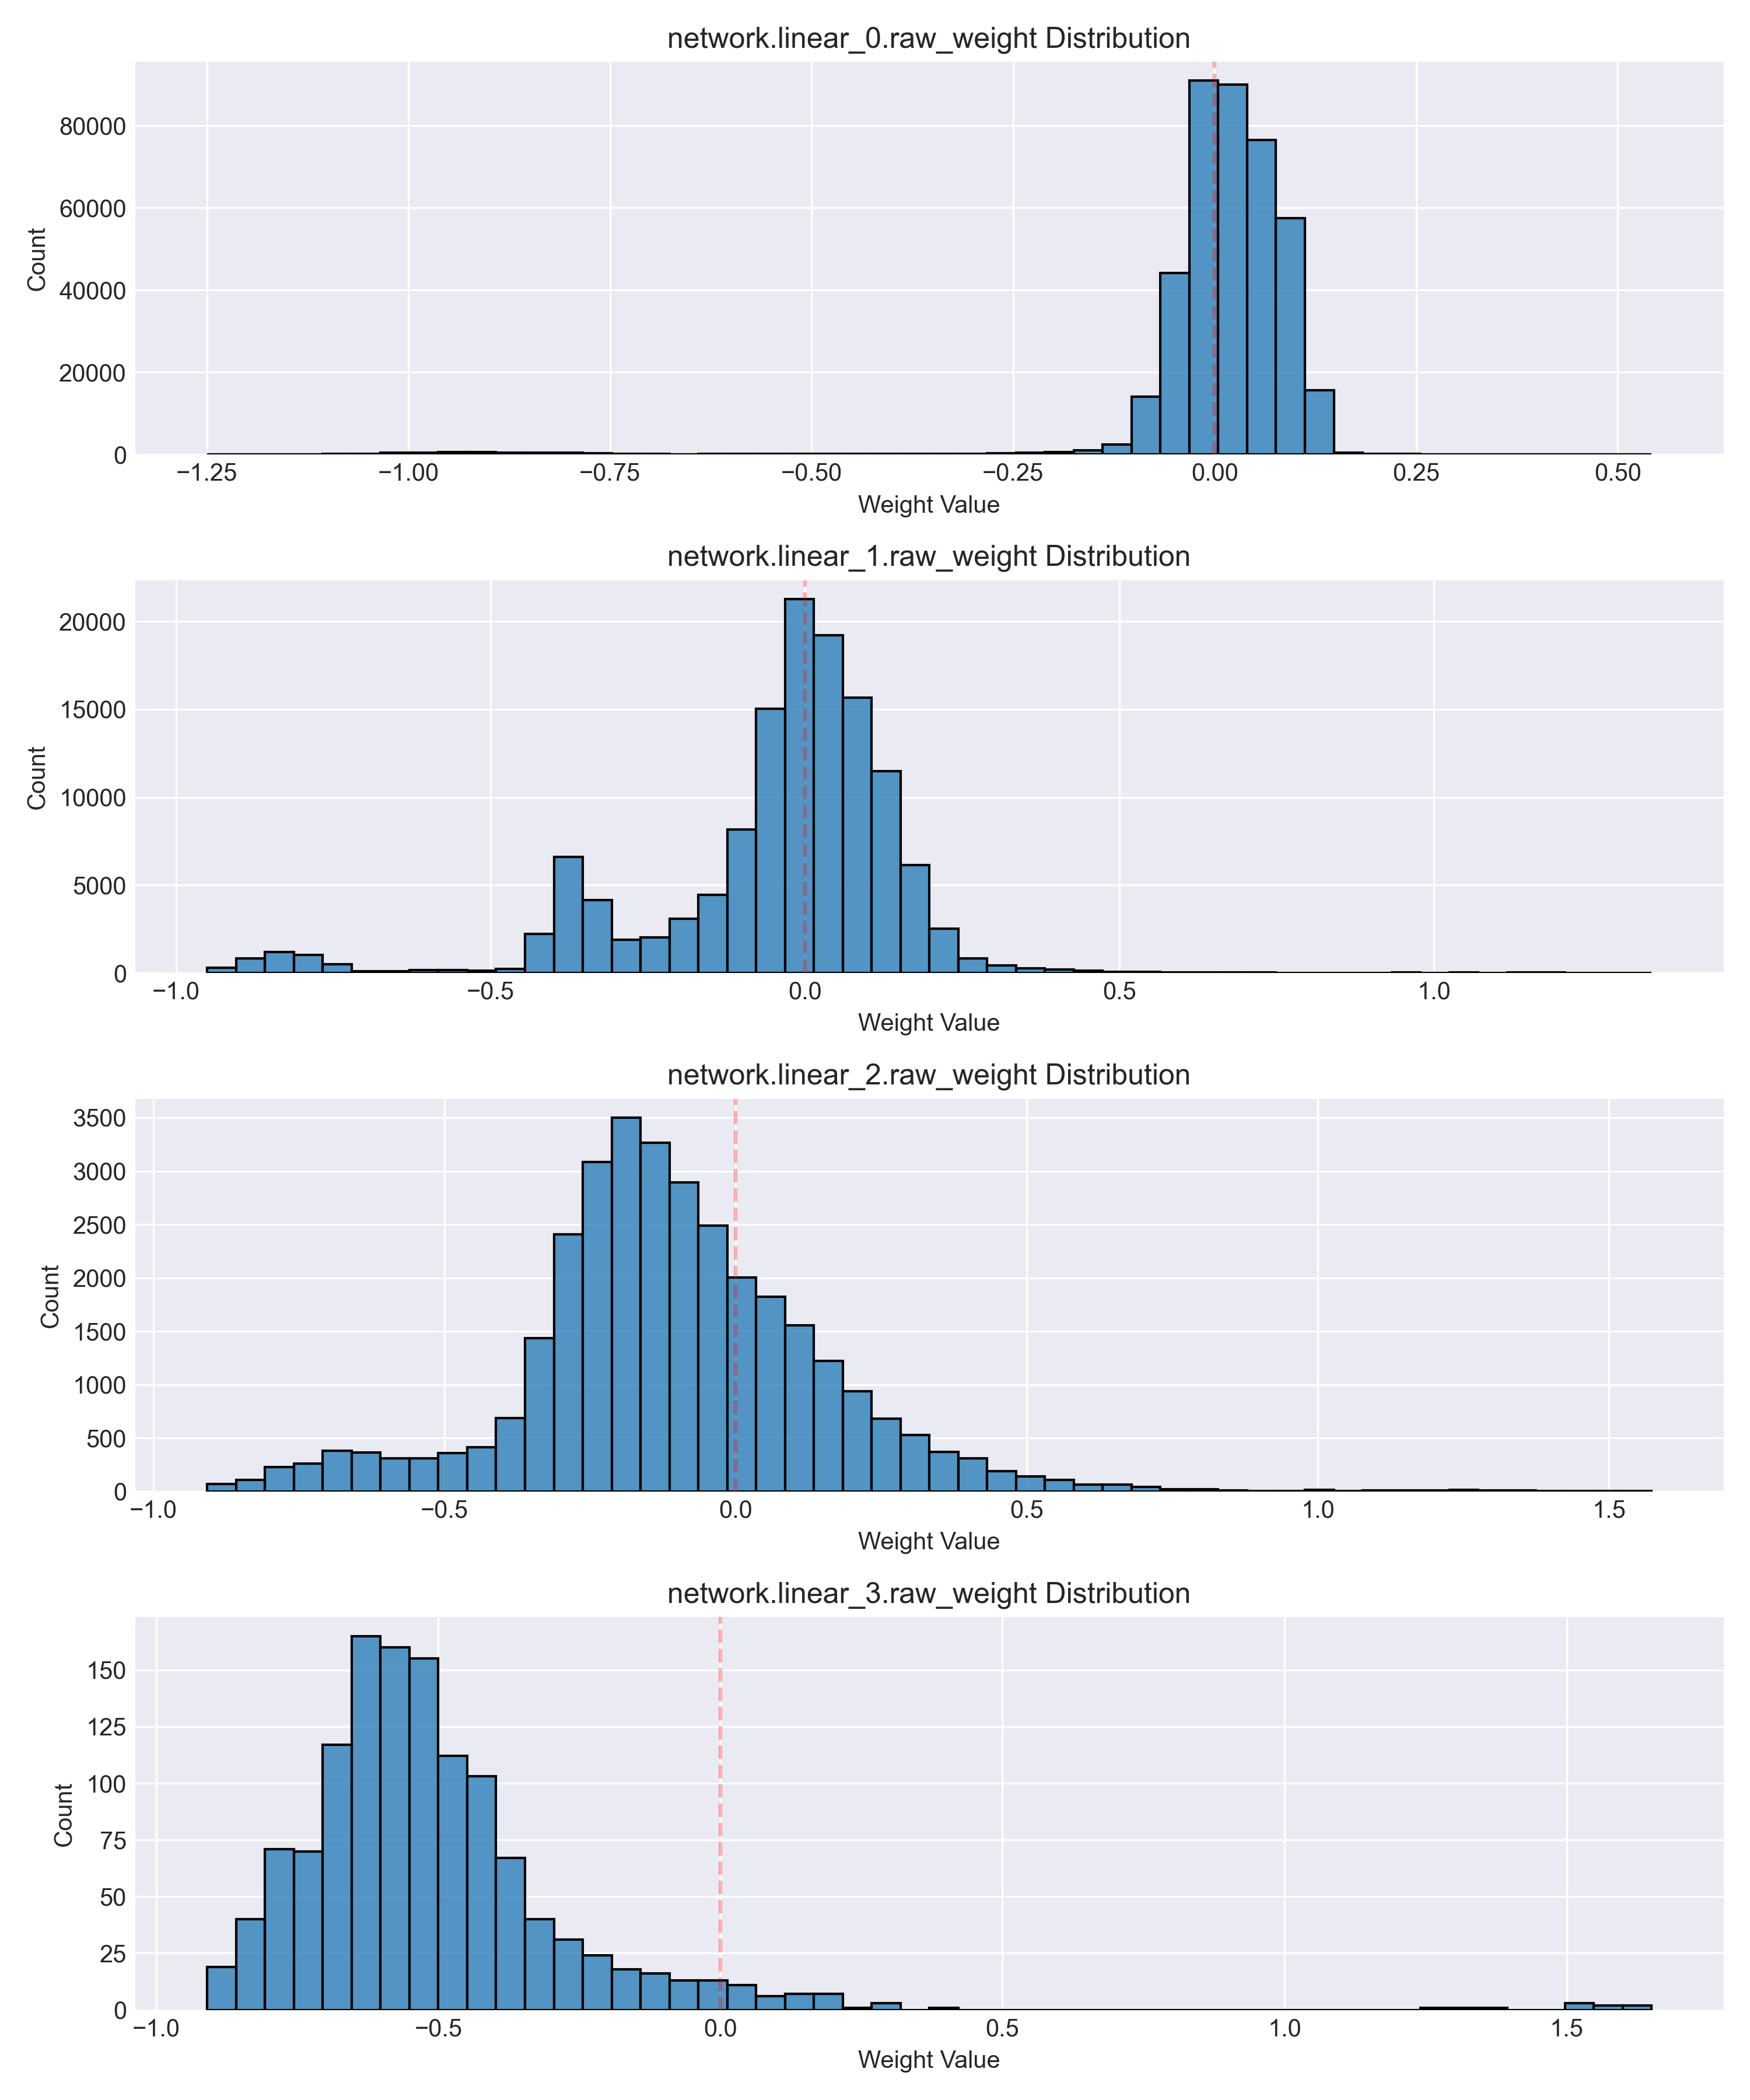 network.linear_0.raw_weight Distribution
80000
60000
40000
20000
0
Count
−1.25 −1.00 −0.75 −0.50 −0.25 0.00 0.25 0.50
Weight Value
network.linear_1.raw_weight Distribution
20000
15000
10000
5000
0
Count
−1.0 −0.5 0.0 0.5 1.0
Weight Value
network.linear_2.raw_weight Distribution
3500
3000
2500
2000
1500
1000
500
0
Count
−1.0 −0.5 0.0 0.5 1.0 1.5
Weight Value
network.linear_3.raw_weight Distribution
150
125
100
75
50
25
0
Count
−1.0 −0.5 0.0 0.5 1.0 1.5
Weight Value